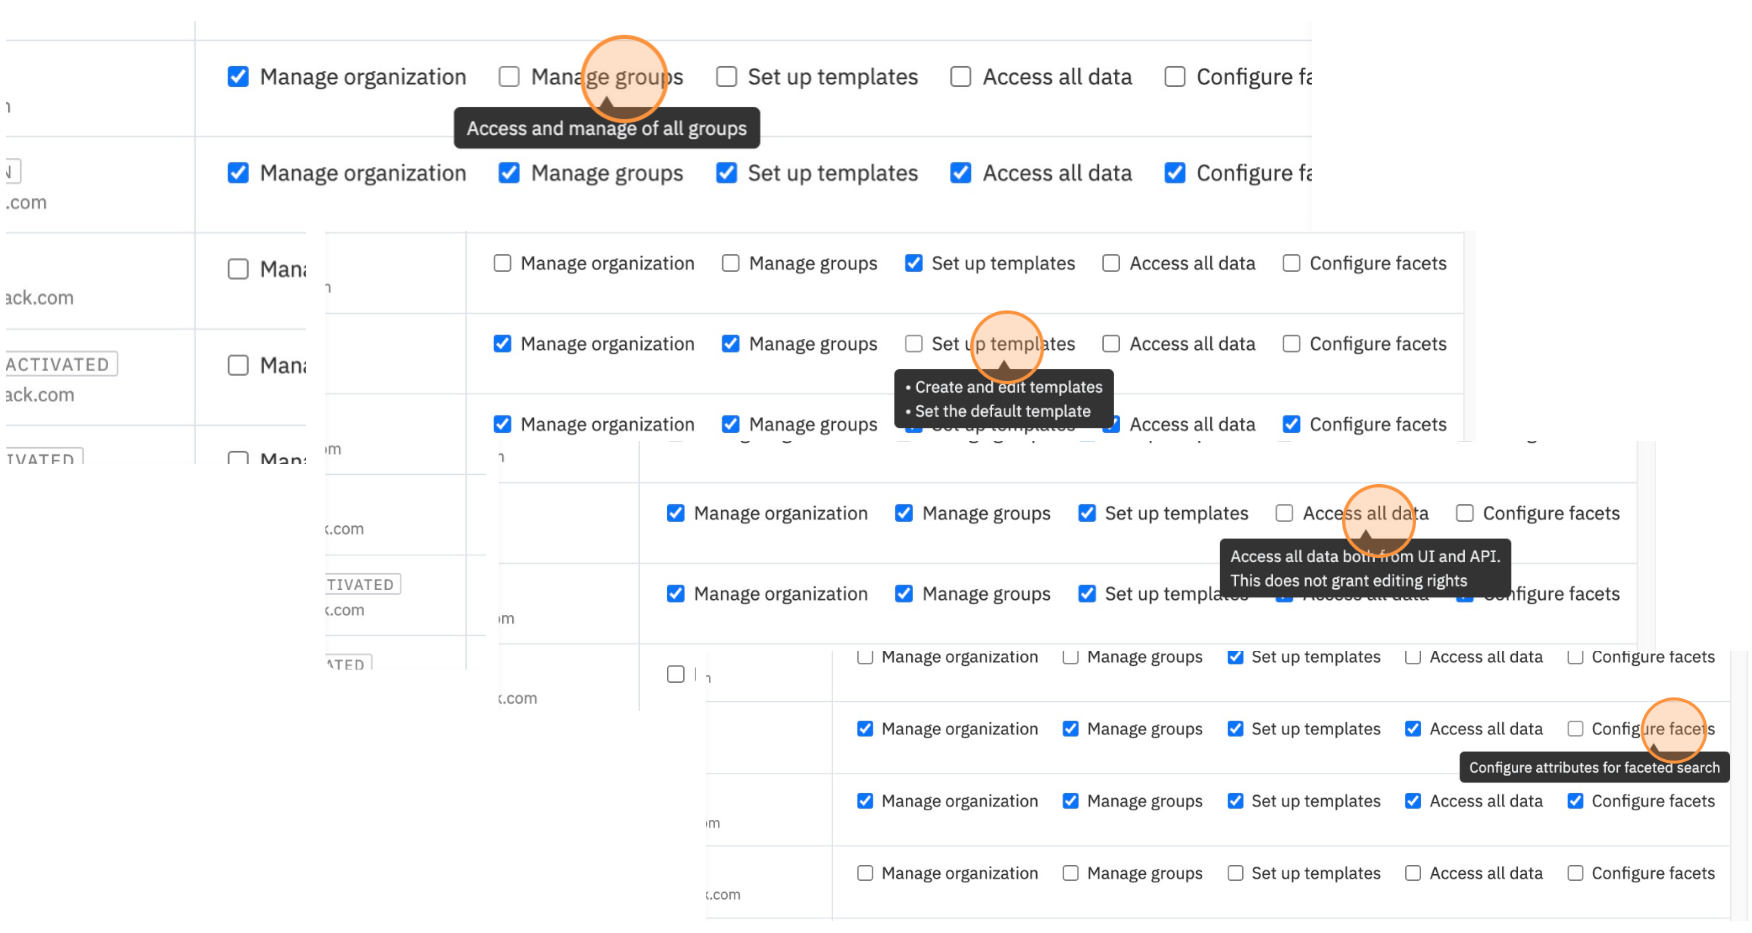 Manage organization Manage groups Set up templates Access all data Configure fa
Access and manage of all groups
.com
Manage organization Manage groups Set up templates Access all data Configure fa
Manage organization Manage groups Set up templates Access all data Configure facets
Mana
ack.com
Manage organization Manage groups Set up templates Access all data Configure facets
ACTIVATED
Mana
• Create and edit templates
ack.com
• Set the default template
Manage organization Manage groups Set up templates Access all data Configure facets
IVATED
Mana
om
Manage organization Manage groups Set up templates Access all data Configure facets
.com
Access all data both from UI and API.
TIVATED
This does not grant editing rights
.com
Manage organization Manage groups Set up templates Access all data Configure facets
om
ATED
Manage organization Manage groups Set up templates Access all data Configure facets
k.com
Manage organization Manage groups Set up templates Access all data Configure facets
Configure attributes for faceted search
Manage organization Manage groups Set up templates Access all data Configure facets
om
Manage organization Manage groups Set up templates Access all data Configure facets
k.com